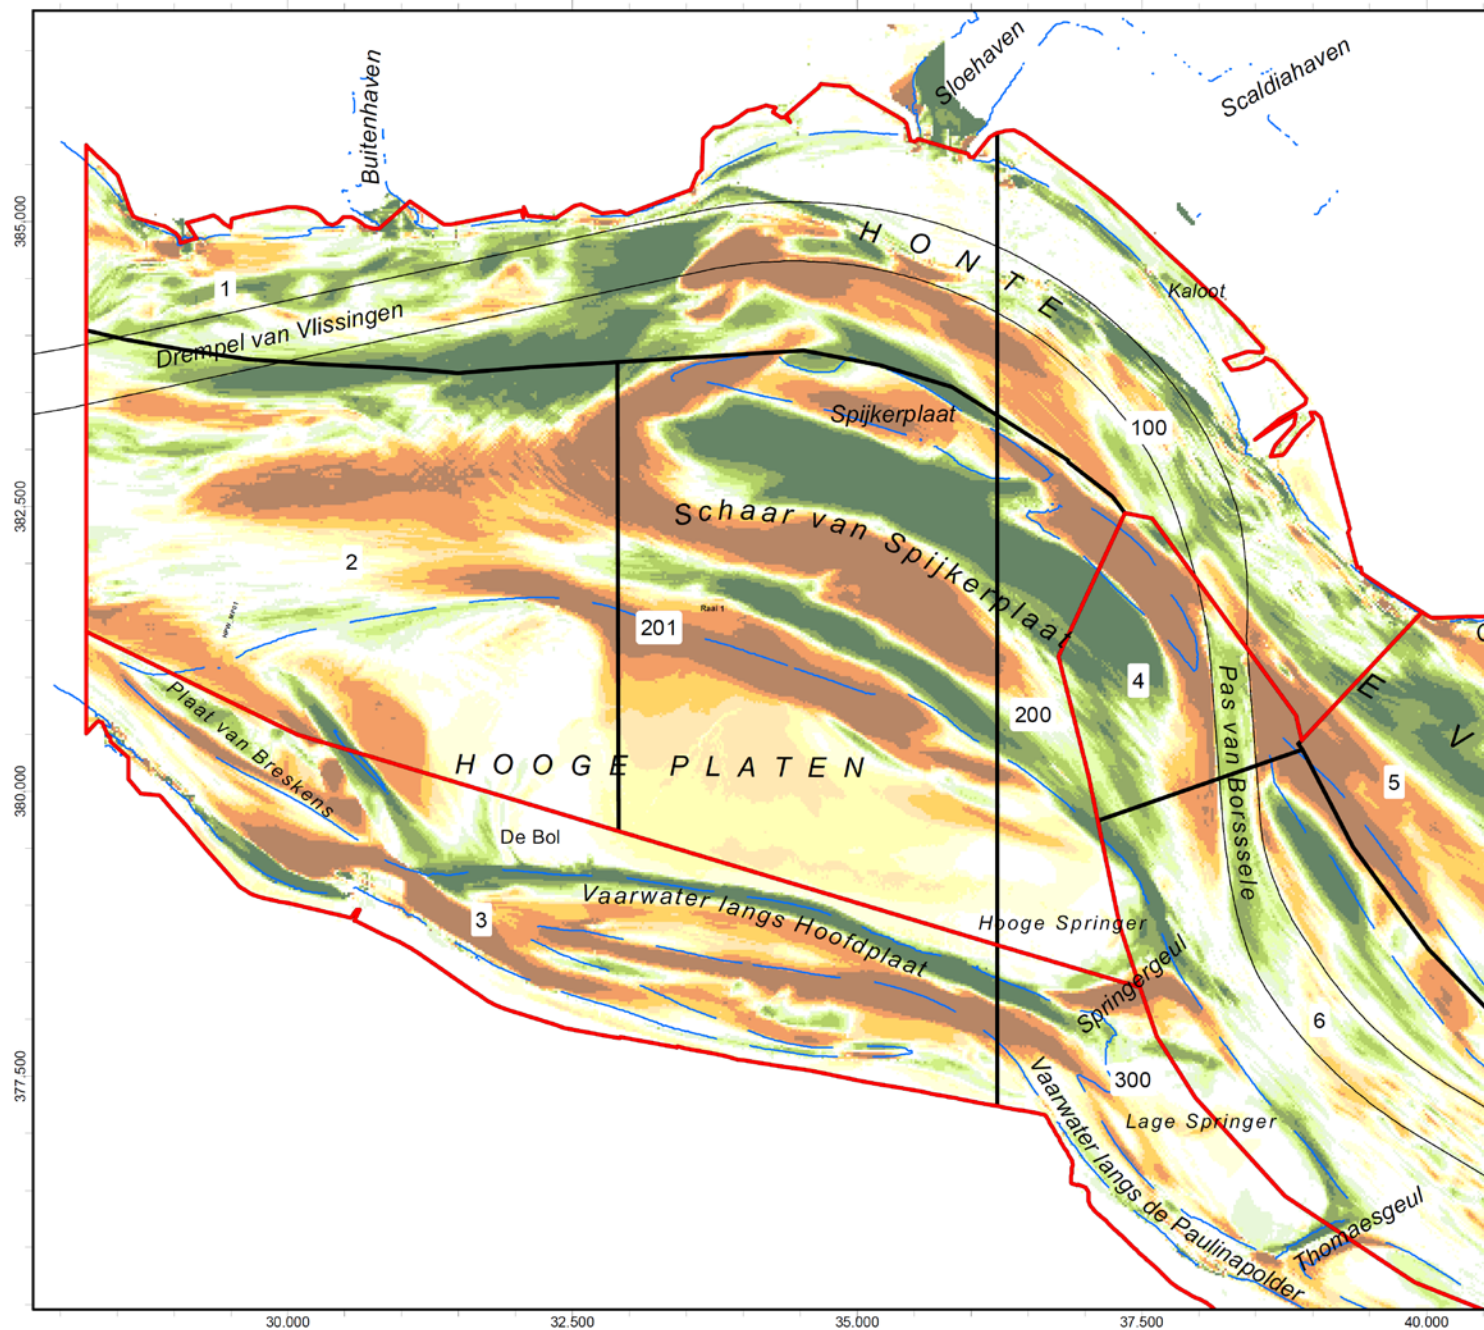 Buitenhaven
Sloehaven
Scaldiahaven
385.000
H O N T E
1
Kaloot
Drempel van Vlissingen
Spijkerplaat
100
382.500
Schaar van Spijkerplaat
2
Raai 1
201
4
E
200
V
Plaat van Breskens
Pas van Borssele
HOOGE PLATEN
380.000
5
De Bol
Vaarwater langs Hoofdplaat
3
Hooge Springer
Springergeul
6
377.500
300
Vaarwater langs de Paulinapolder
Lage Springer
Thomaesgeul
30.000
32.500
35.000
37.500
40.000